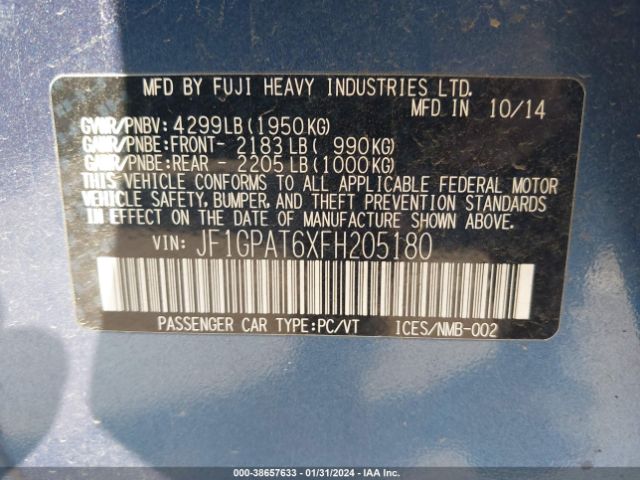 MFD BY FUJI HEAVY INDUSTRIES LTD.
MFD IN 10/14
GVWR/PNBV: 4299LB(1950KG)
GAWR/PNBE:FRONT- 2183LB( 990KG)
GAWR/PNBE:REAR - 2205LB(1000KG)
THIS VEHICLE CONFORMS TO ALL APPLICABLE FEDERAL MOTOR
VEHICLE SAFETY, BUMPER, AND THEFT PREVENTION STANDARDS
IN EFFECT ON THE DATE OF MANUFACTURE SHOWN ABOVE.
VIN: JF1GPAT6XFH205180
PASSENGER CAR TYPE:PC/VT ICES/NMB-002
© IAA 000-38657633 - 01/31/2024 - IAA Inc.